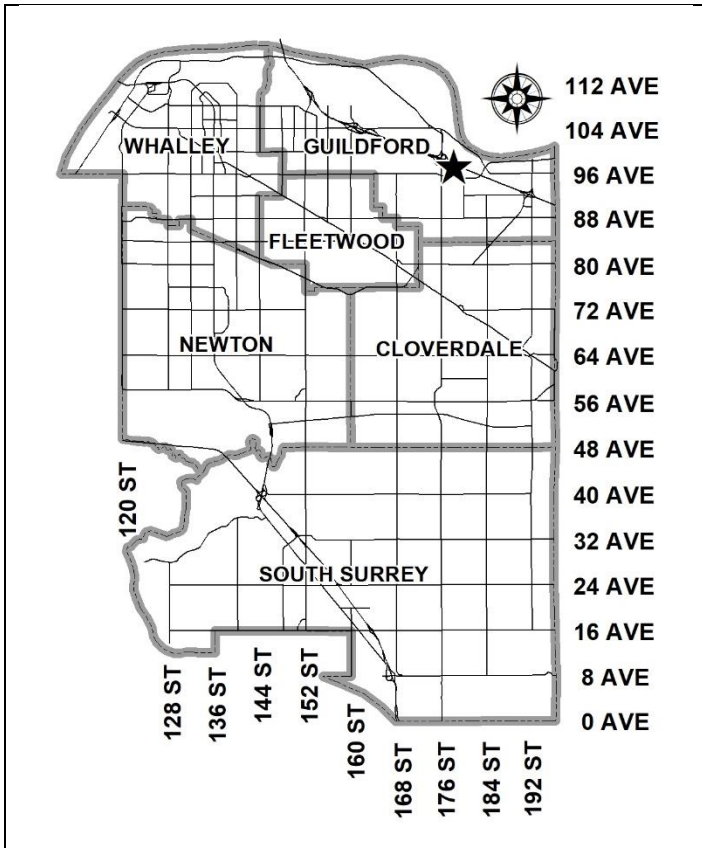 112 AVE
104 AVE
WHALLEY
GUILDFORD
96 AVE
88 AVE
FLEETWOOD
80 AVE
72 AVE
NEWTON
CLOVERDALE
64 AVE
56 AVE
48 AVE
120 ST
40 AVE
32 AVE
SOUTH SURREY
24 AVE
16 AVE
8 AVE
128 ST
136 ST
144 ST
152 ST
160 ST
0 AVE
168 ST
176 ST
184 ST
192 ST